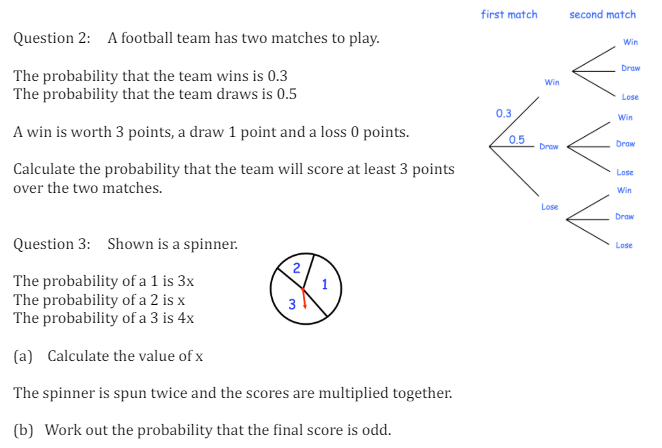 first match second match
Question 2: A football team has two matches to play.
Win
Draw
Lose
The probability that the team wins is 0.3
The probability that the team draws is 0.5
Win
0.3
Win
Draw
Lose
A win is worth 3 points, a draw 1 point and a loss 0 points.
0.5
Draw
Calculate the probability that the team will score at least 3 points
over the two matches.
Lose
Win
Draw
Lose
Question 3: Shown is a spinner.
2
1
3
The probability of a 1 is 3x
The probability of a 2 is x
The probability of a 3 is 4x
(a) Calculate the value of x
The spinner is spun twice and the scores are multiplied together.
(b) Work out the probability that the final score is odd.